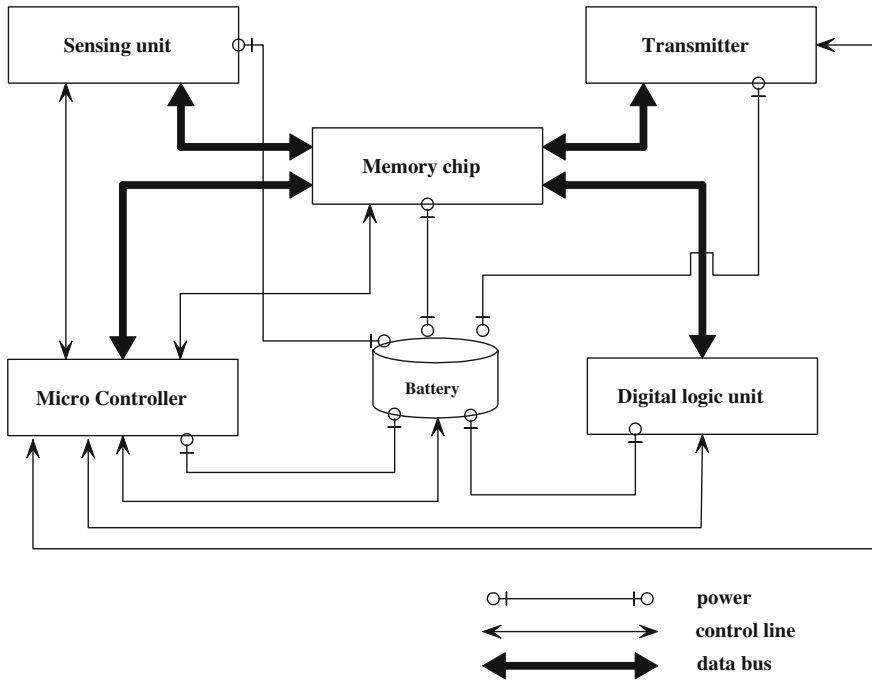 Sensing unit
Transmitter
Memory chip
Micro Controller
Battery
Digital logic unit
power
control line
data bus